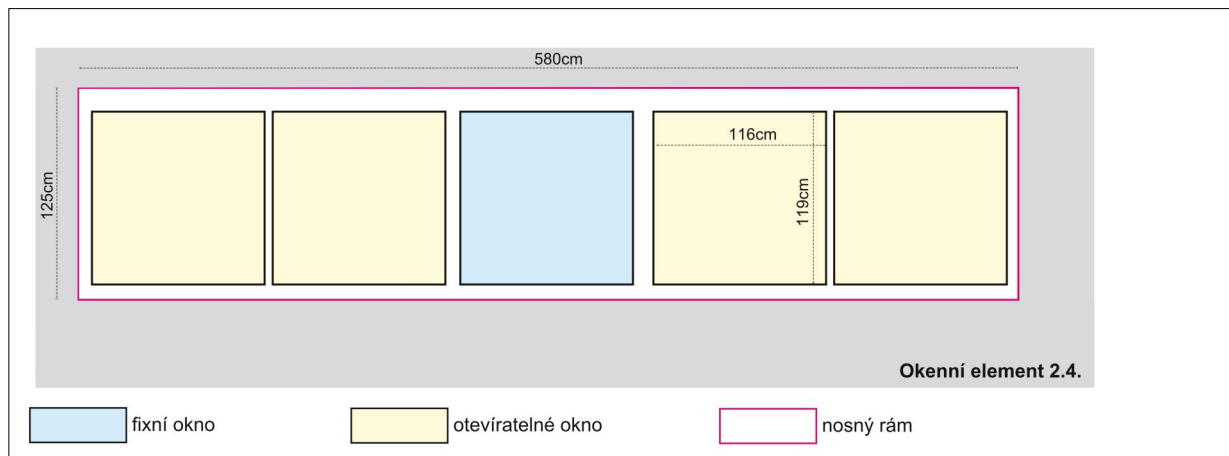 580cm
125cm
116cm
119cm
Okenní element 2.4.
fixní okno
otevíratelné okno
nosný rám